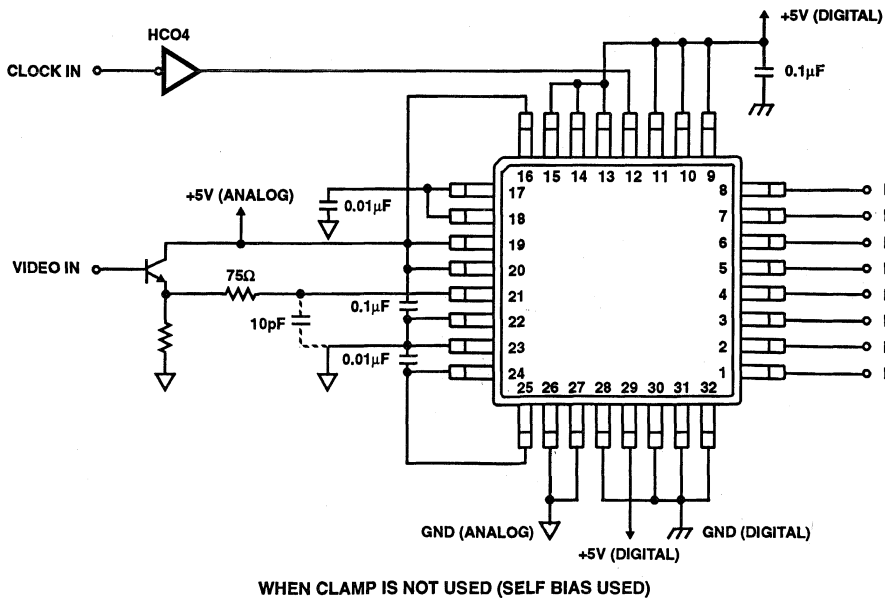 +5V (DIGITAL)
HCO4
CLOCK IN
0.1µF
16 15 14 13 12 11 10 9
+5V (ANALOG)
0.01µF
17
18
19
20
21
22
23
24
8
7
6
5
4
3
2
1
VIDEO IN
75Ω
10pF
0.1µF
0.01µF
25 26 27 28 29 30 31 32
GND (ANALOG)
+5V (DIGITAL)
GND (DIGITAL)
WHEN CLAMP IS NOT USED (SELF BIAS USED)